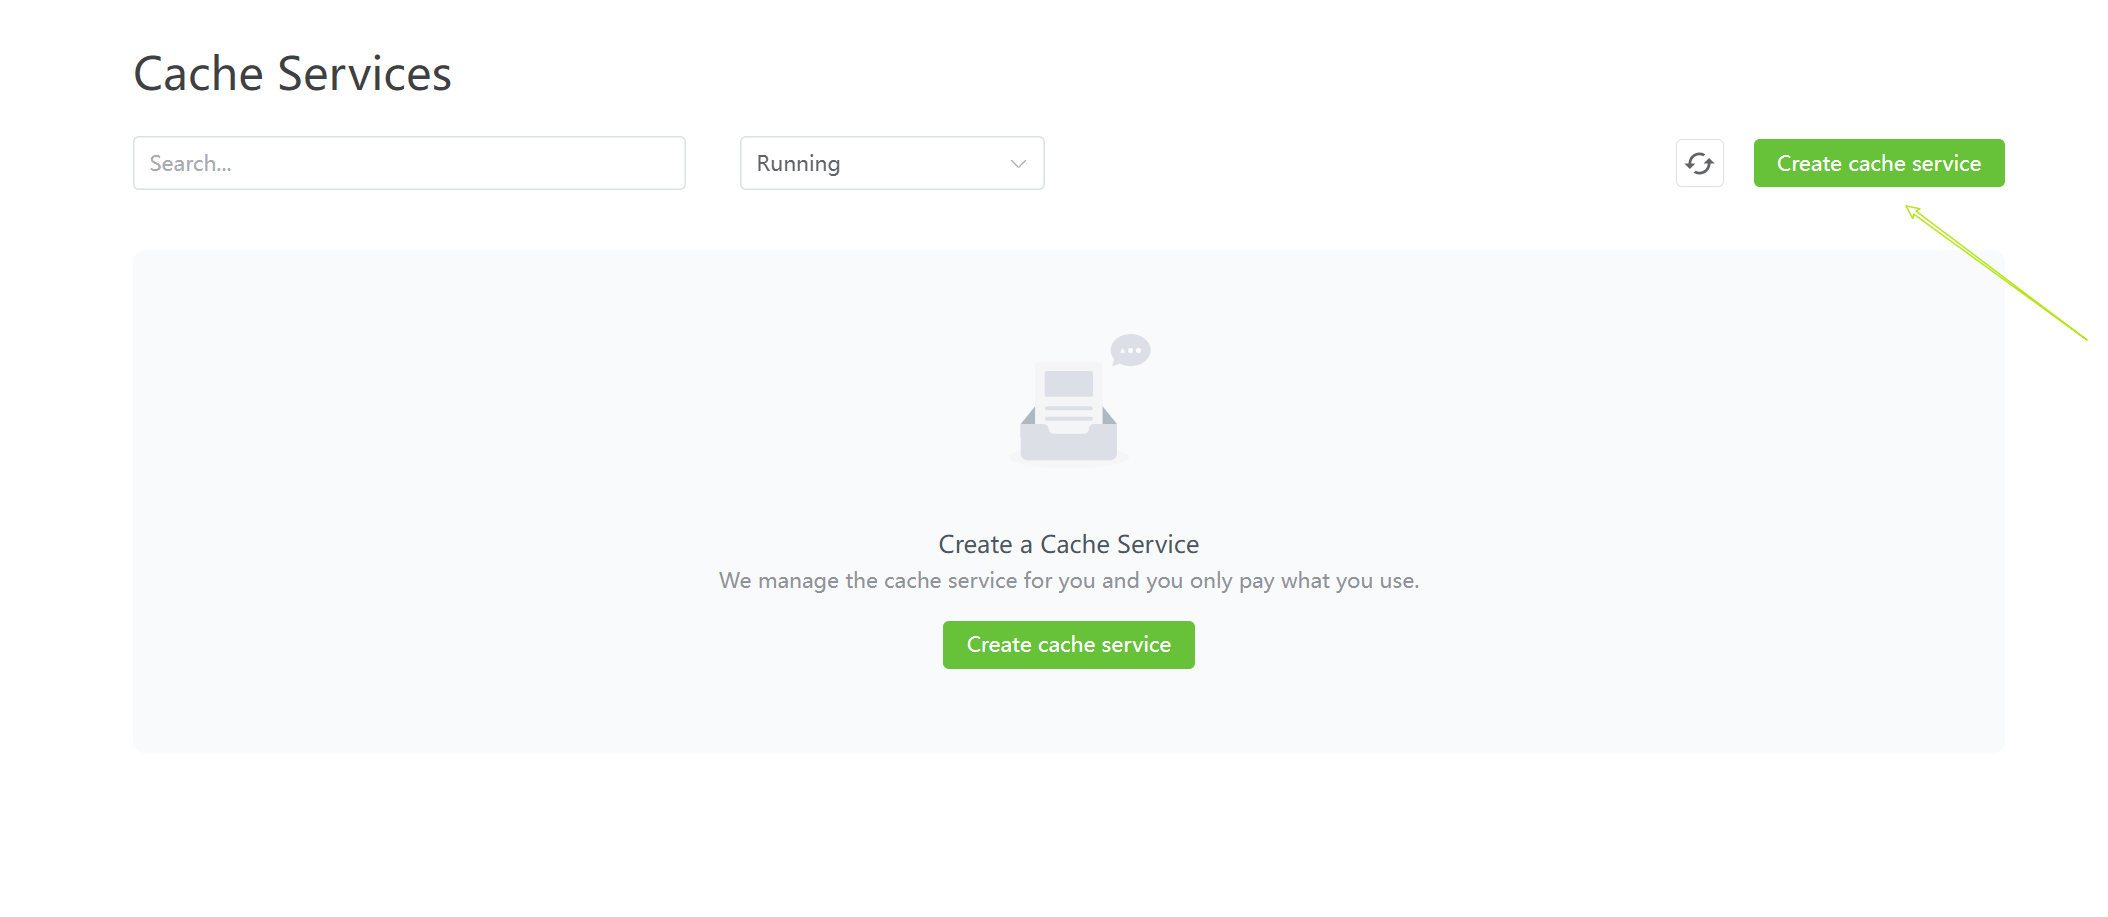 Cache Services
Search...
Running
Create cache service
Create a Cache Service
We manage the cache service for you and you only pay what you use.
Create cache service